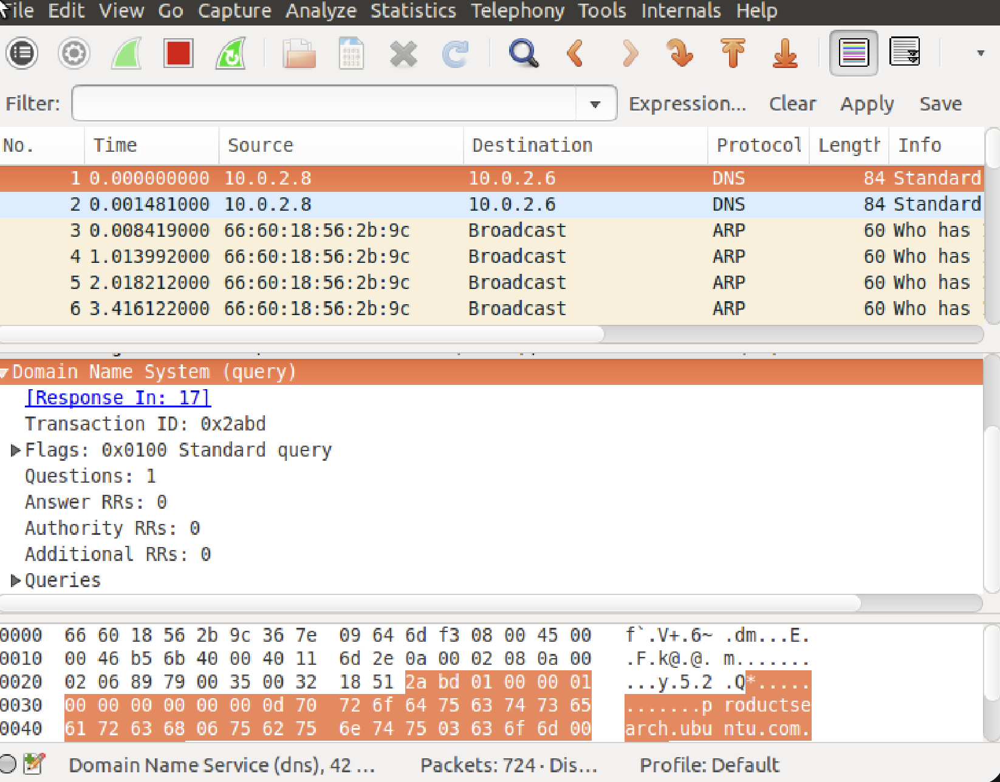 File Edit View Go Capture Analyze Statistics Telephony Tools Internals Help
Filter: Expression... Clear Apply Save
No. Time Source Destination Protocol Length Info
1 0.000000000 10.0.2.8 10.0.2.6 DNS 84 Standard
2 0.001481000 10.0.2.8 10.0.2.6 DNS 84 Standard
3 0.008419000 66:60:18:56:2b:9c Broadcast ARP 60 Who has
4 1.013992000 66:60:18:56:2b:9c Broadcast ARP 60 Who has
5 2.018212000 66:60:18:56:2b:9c Broadcast ARP 60 Who has
6 3.416122000 66:60:18:56:2b:9c Broadcast ARP 60 Who has
Domain Name System (query)
[Response In: 17]
Transaction ID: 0x2abd
Flags: 0x0100 Standard query
Questions: 1
Answer RRs: 0
Authority RRs: 0
Additional RRs: 0
Queries
0000 66 60 18 56 2b 9c 36 7e 09 64 6d f3 08 00 45 00 f`.V+.6~ .dm...E.
0010 00 46 b5 6b 40 00 40 11 6d 2e 0a 00 02 08 0a 00 .F.k@.@. m.......
0020 02 06 89 79 00 35 00 32 18 51 2a bd 01 00 00 01 ...y.5.2 .Q*.....
0030 00 00 00 00 00 00 0d 70 72 6f 64 75 63 74 73 65 .......p roductse
0040 61 72 63 68 06 75 62 75 6e 74 75 03 63 6f 6d 00 arch.ubu ntu.com.
Domain Name Service (dns), 42 ... Packets: 724 · Dis... Profile: Default